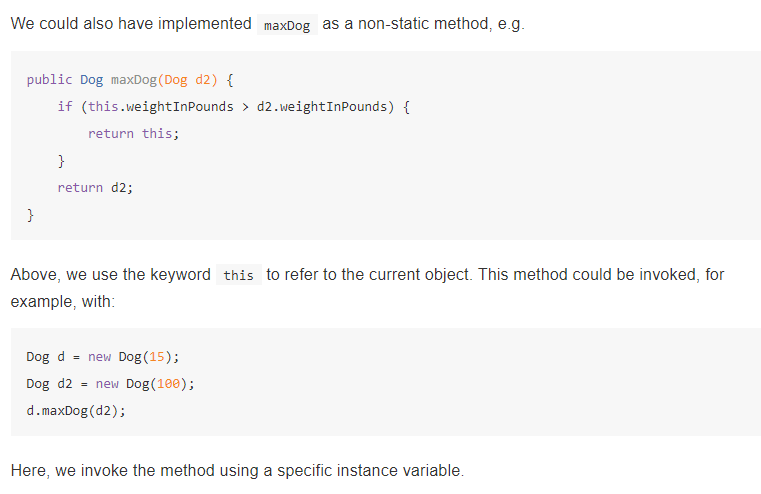 We could also have implemented maxDog as a non-static method, e.g.
public Dog maxDog(Dog d2) {
    if (this.weightInPounds > d2.weightInPounds) {
        return this;
    }
    return d2;
}
Above, we use the keyword this to refer to the current object. This method could be invoked, for
example, with:
Dog d = new Dog(15);
Dog d2 = new Dog(100);
d.maxDog(d2);
Here, we invoke the method using a specific instance variable.